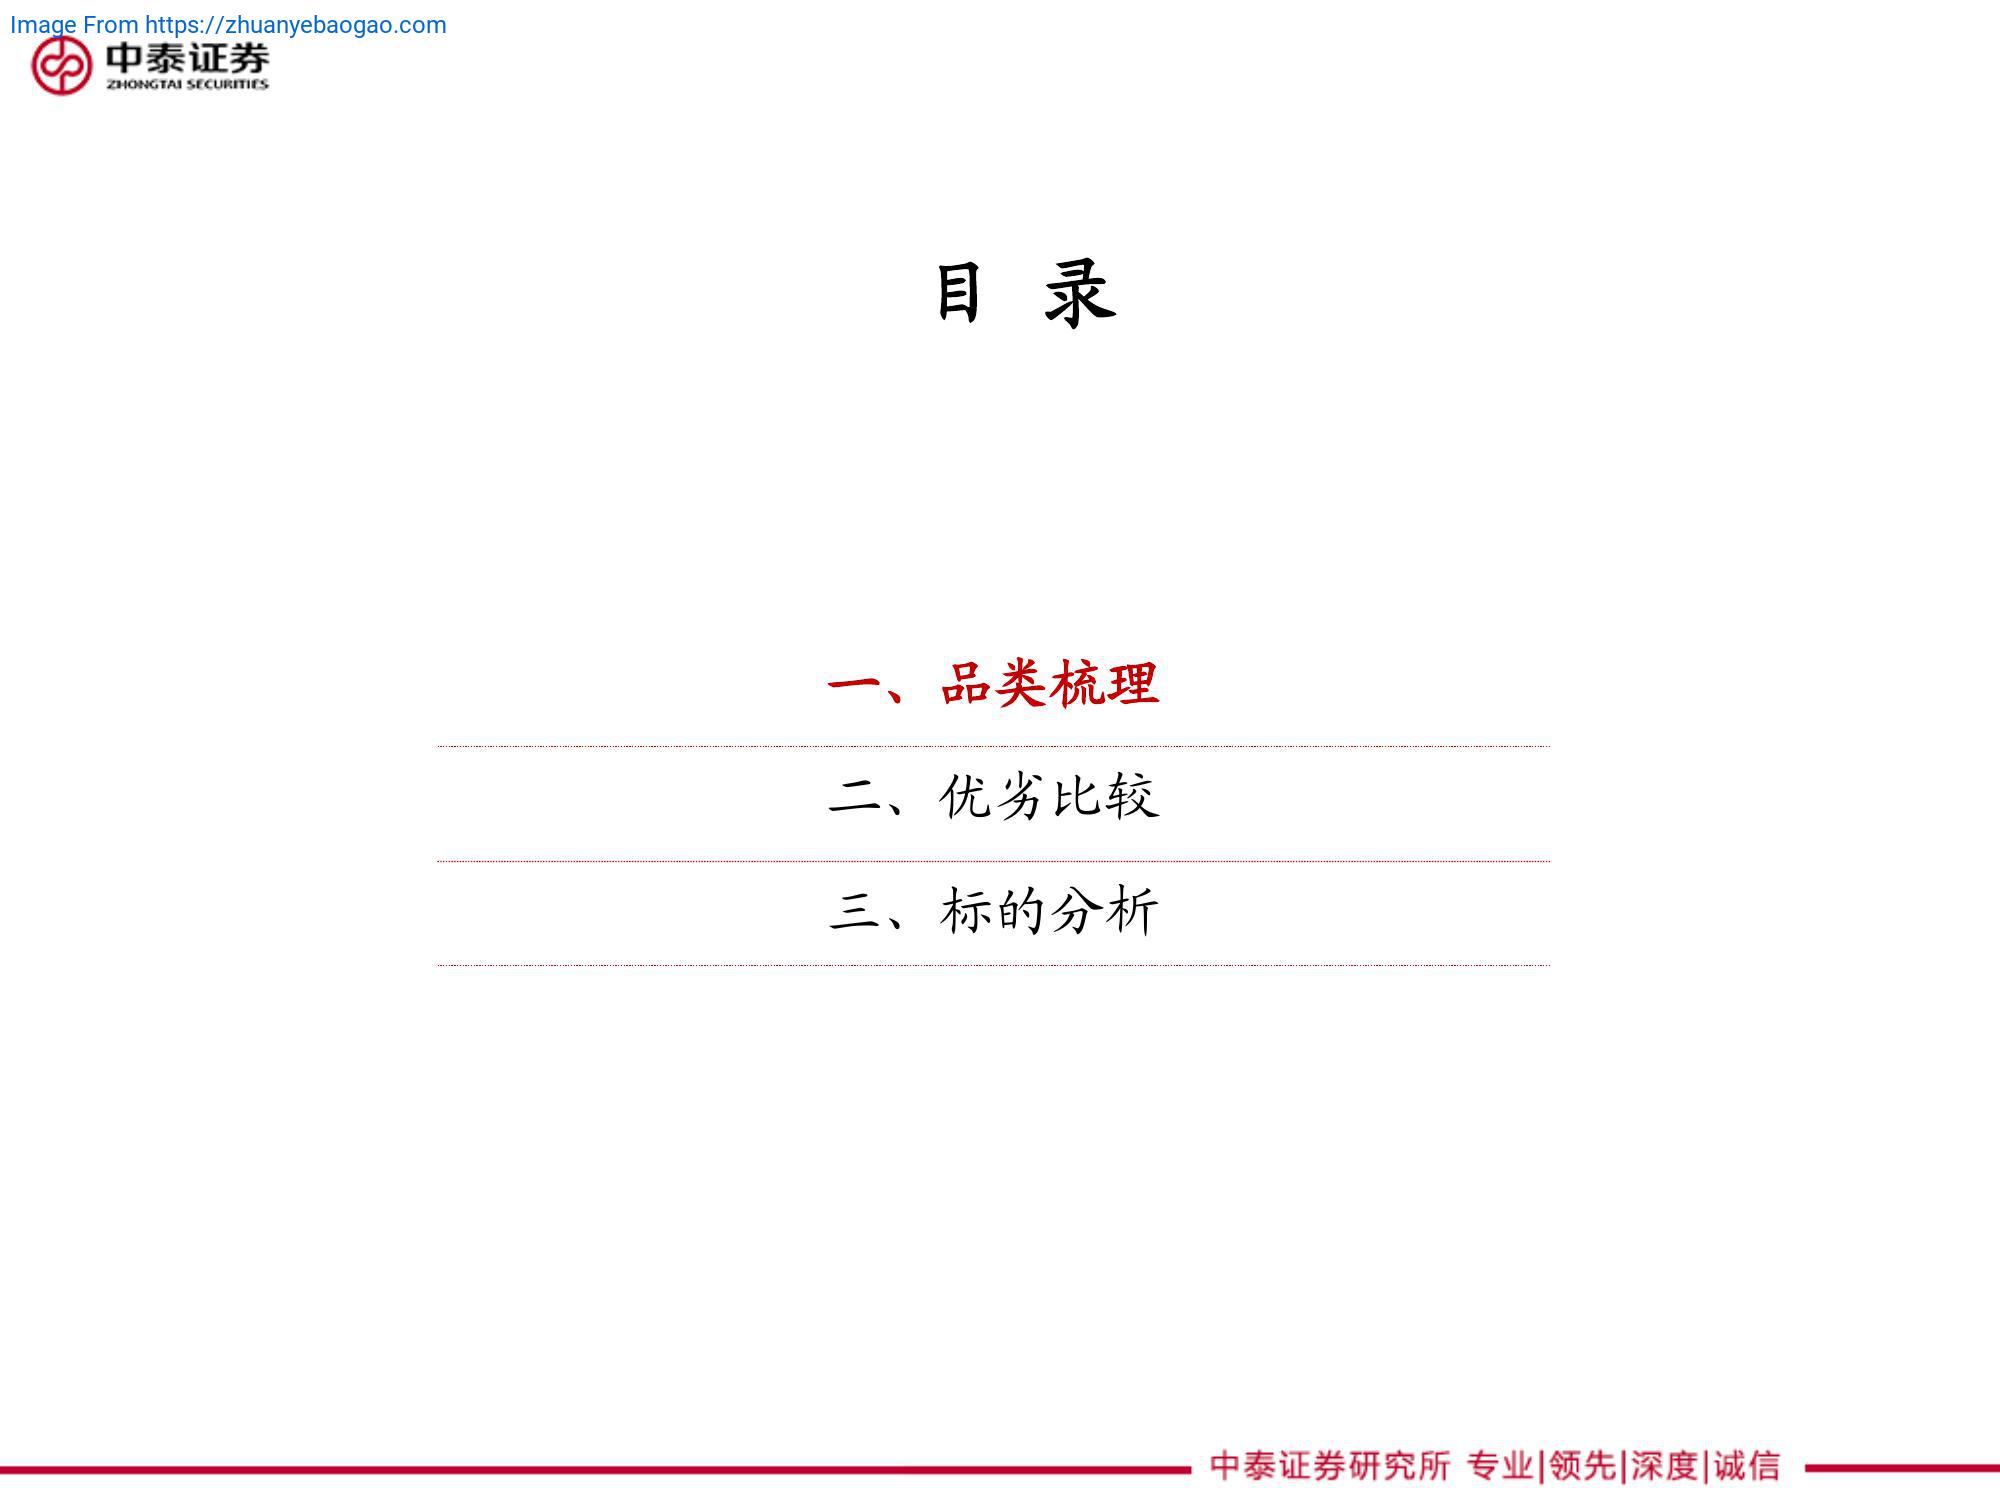 Image From https://zhuanyebaogao.com
中泰证券
ZHONGTAI SECURITIES
目 录
一、品类梳理
二、优劣比较
三、标的分析
中泰证券研究所 专业|领先|深度|诚信